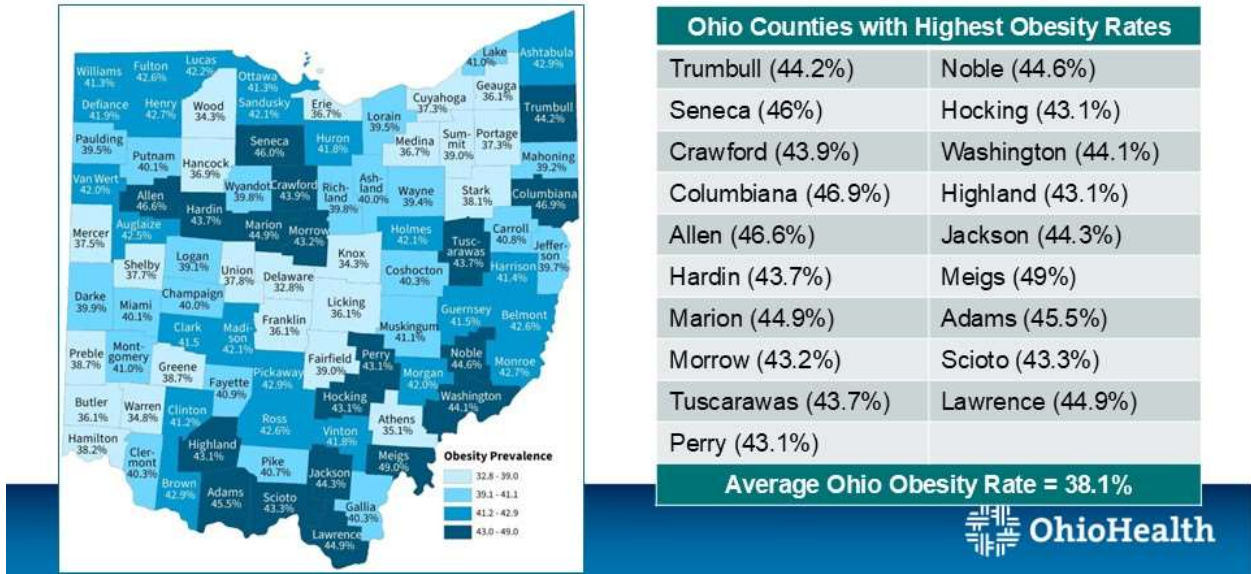 Williams
41.3%
Fulton
42.6%
Lucas
42.2%
Ottawa
41.3%
Lake
41.0%
Ashtabula
42.9%
Geauga
36.1%
Defiance
41.9%
Henry
42.7%
Wood
34.3%
Sandusky
42.1%
Erie
36.7%
Lorain
39.5%
Cuyahoga
37.3%
Trumbull
44.2%
Paulding
39.5%
Putnam
40.1%
Hancock
36.9%
Seneca
46.0%
Huron
41.8%
Medina
36.7%
Sum-
mit
39.0%
Portage
37.3%
Mahoning
39.2%
Van Wert
42.0%
Allen
46.6%
Wyandot
39.8%
Crawford
43.9%
Rich-
land
39.8%
Ash-
land
40.0%
Wayne
39.4%
Stark
38.1%
Columbiana
46.9%
Mercer
37.5%
Auglaize
42.5%
Hardin
43.7%
Marion
44.9%
Morrow
43.2%
Holmes
42.1%
Tusc-
arawas
43.7%
Carroll
40.8%
Jeffer-
son
39.7%
Shelby
37.7%
Logan
39.1%
Union
37.8%
Delaware
32.8%
Knox
34.3%
Coshocton
40.3%
Harrison
41.4%
Darke
39.9%
Miami
40.1%
Champaign
40.0%
Licking
36.1%
Guernsey
41.5%
Belmont
42.6%
Clark
41.5
Madi-
son
42.1%
Franklin
36.1%
Muskingum
41.1%
Preble
38.7%
Mont-
gomery
41.0%
Greene
38.7%
Fairfield
39.0%
Perry
43.1%
Noble
44.6%
Monroe
42.7%
Fayette
40.9%
Pickaway
42.9%
Morgan
42.0%
Butler
36.1%
Warren
34.8%
Clinton
41.2%
Ross
42.6%
Hocking
43.1%
Washington
44.1%
Athens
35.1%
Hamilton
38.2%
Cler-
mont
40.3%
Highland
43.1%
Vinton
41.8%
Meigs
49.0%
Brown
42.9%
Adams
45.5%
Pike
40.7%
Jackson
44.3%
Scioto
43.3%
Gallia
40.3%
Lawrence
44.9%
Obesity Prevalence
32.8 - 39.0
39.1 - 41.1
41.2 - 42.9
43.0 - 49.0
Ohio Counties with Highest Obesity Rates
Trumbull (44.2%) Noble (44.6%)
Seneca (46%) Hocking (43.1%)
Crawford (43.9%) Washington (44.1%)
Columbiana (46.9%) Highland (43.1%)
Allen (46.6%) Jackson (44.3%)
Hardin (43.7%) Meigs (49%)
Marion (44.9%) Adams (45.5%)
Morrow (43.2%) Scioto (43.3%)
Tuscarawas (43.7%) Lawrence (44.9%)
Perry (43.1%)
Average Ohio Obesity Rate = 38.1%
OhioHealth